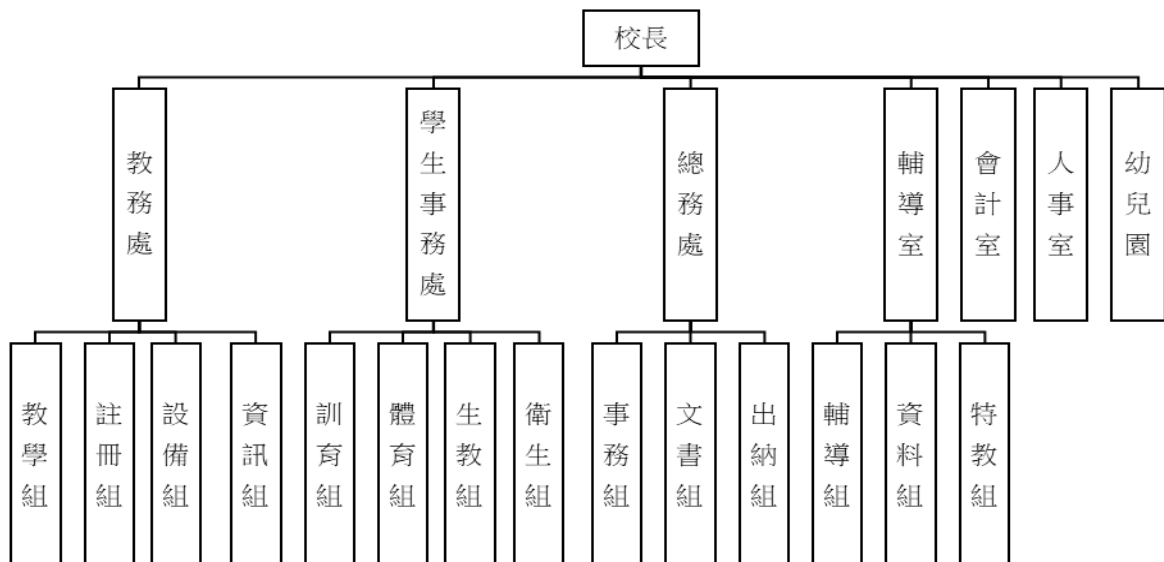 校長
教務處
學生事務處
總務處
輔導室
會計室
人事室
幼兒園
教學組
註冊組
設備組
資訊組
訓育組
體育組
生教組
衛生組
事務組
文書組
出納組
輔導組
資料組
特教組